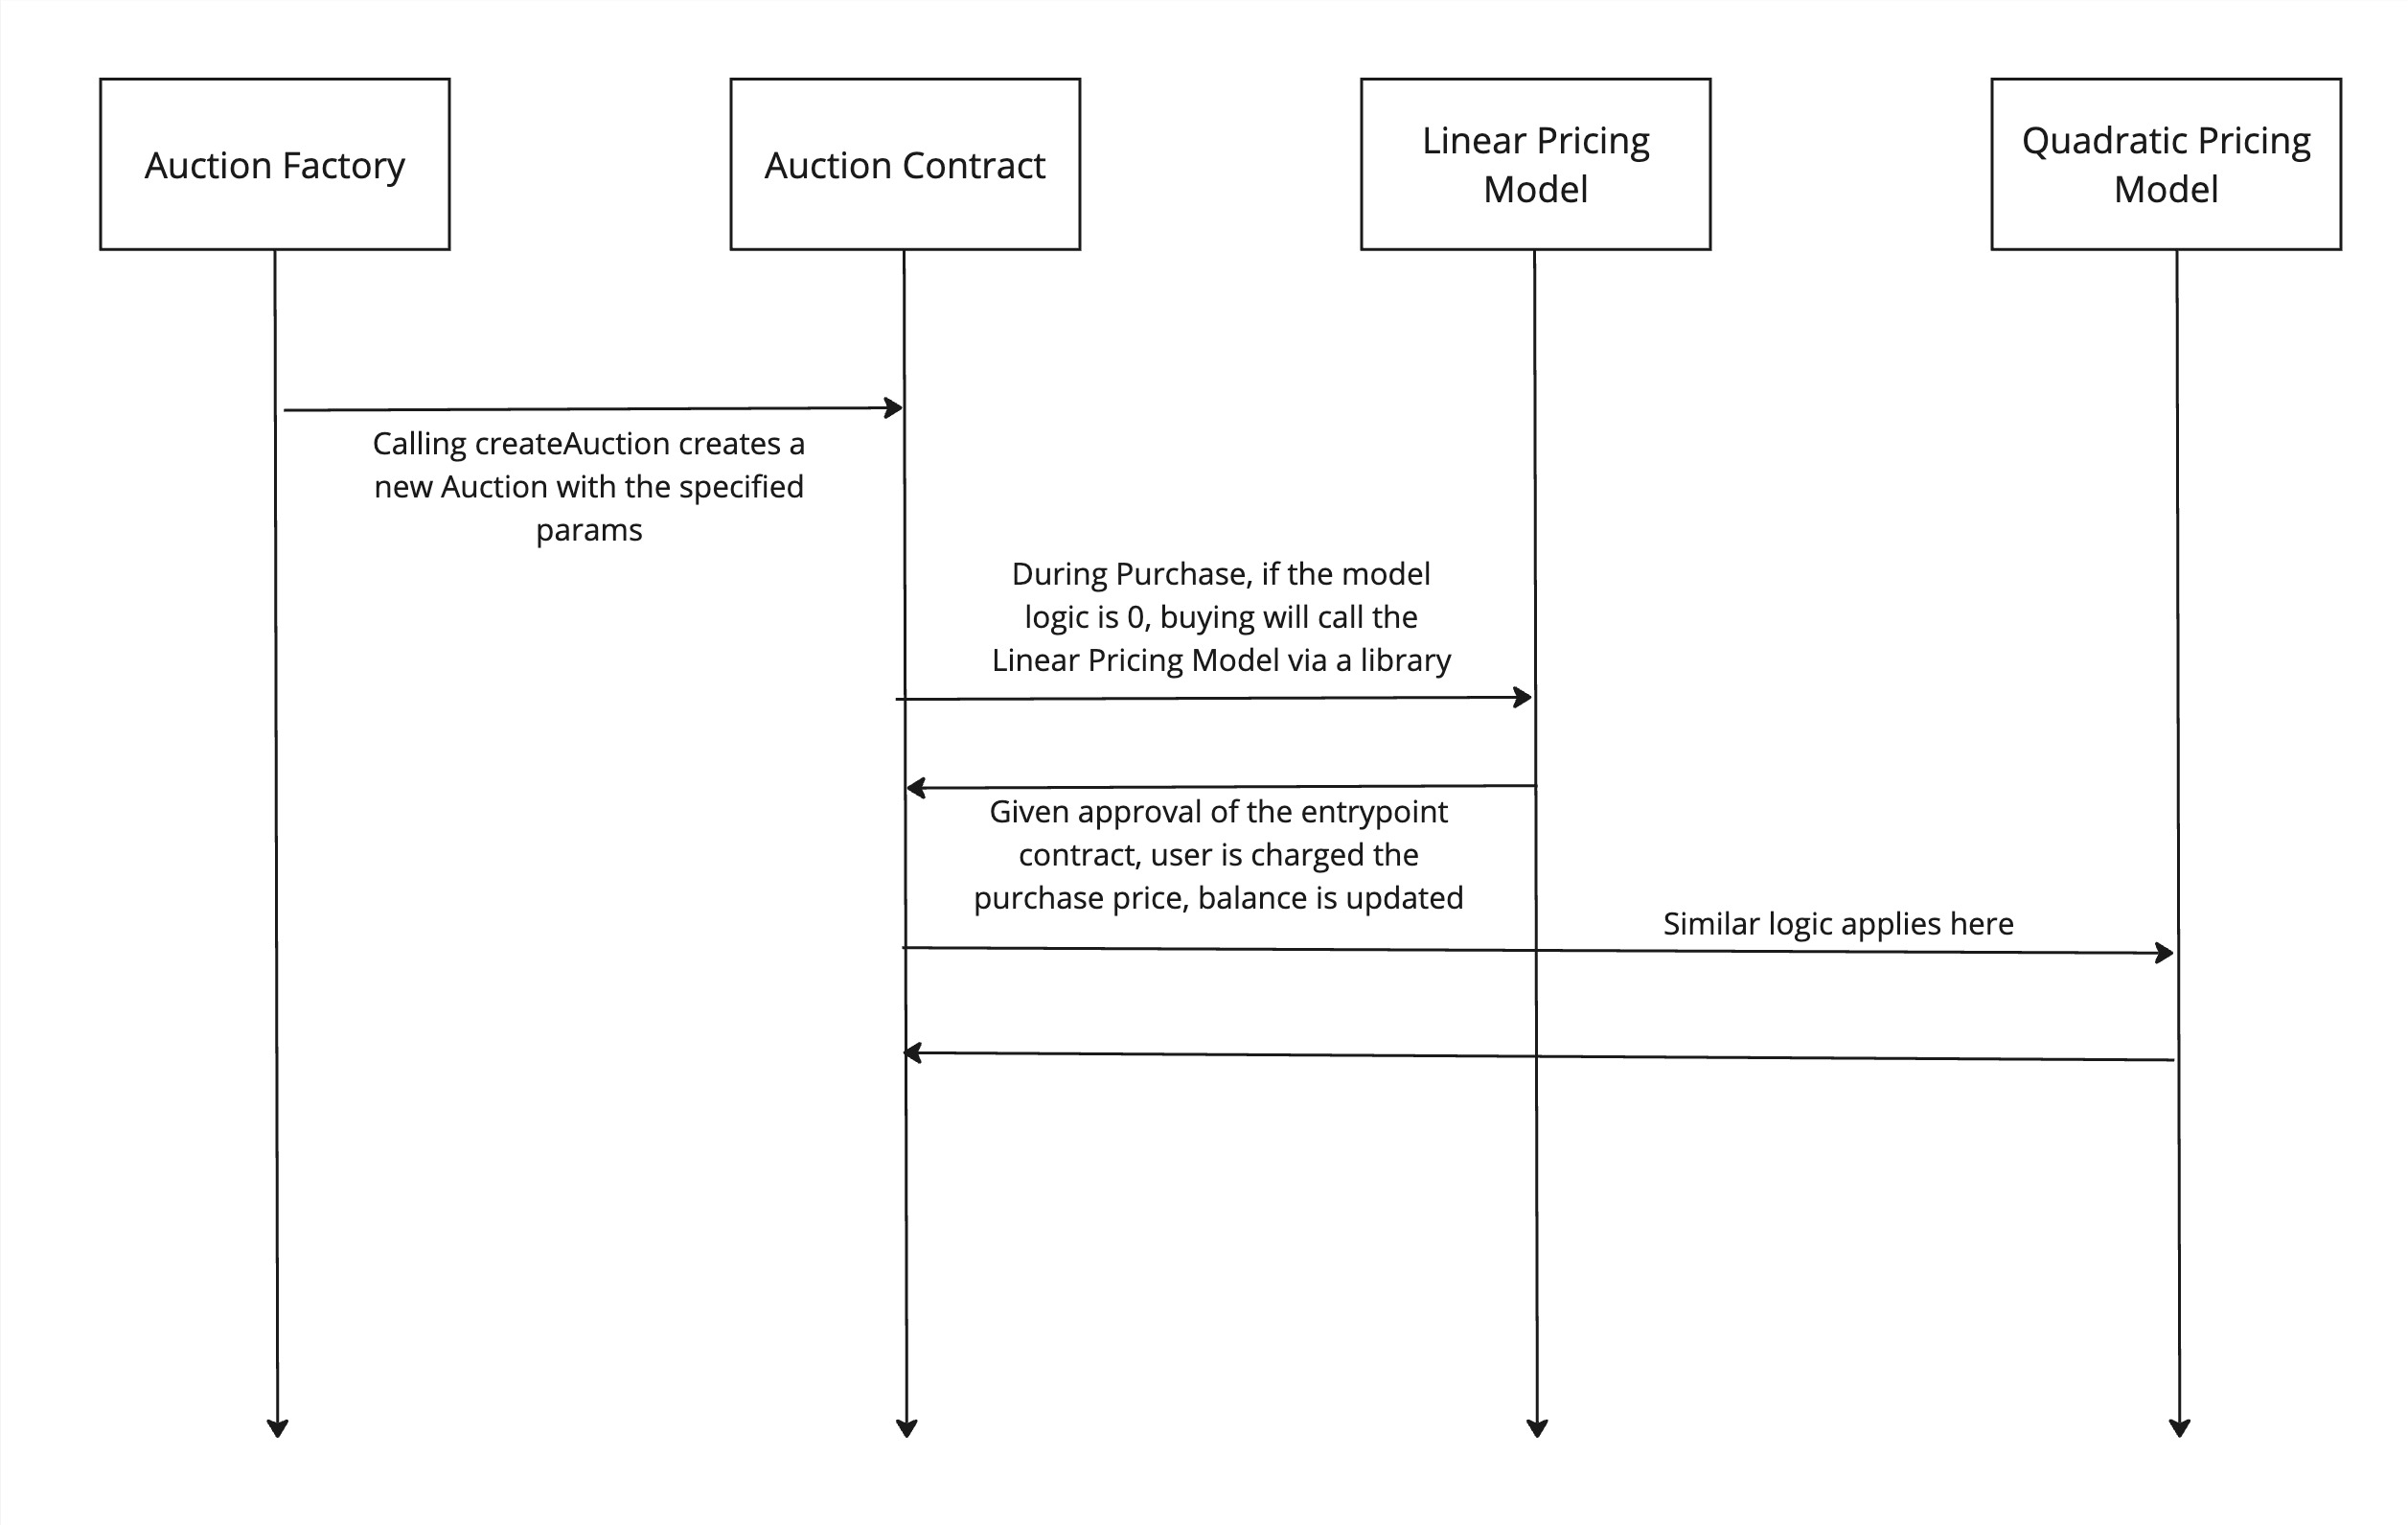 Auction Factory
Auction Contract
Linear Pricing
Model
Quadratic Pricing
Model
Calling createAuction creates a
new Auction with the specified
params
During Purchase, if the model
logic is 0, buying will call the
Linear Pricing Model via a library
Given approval of the entrypoint
contract, user is charged the
purchase price, balance is updated
Similar logic applies here